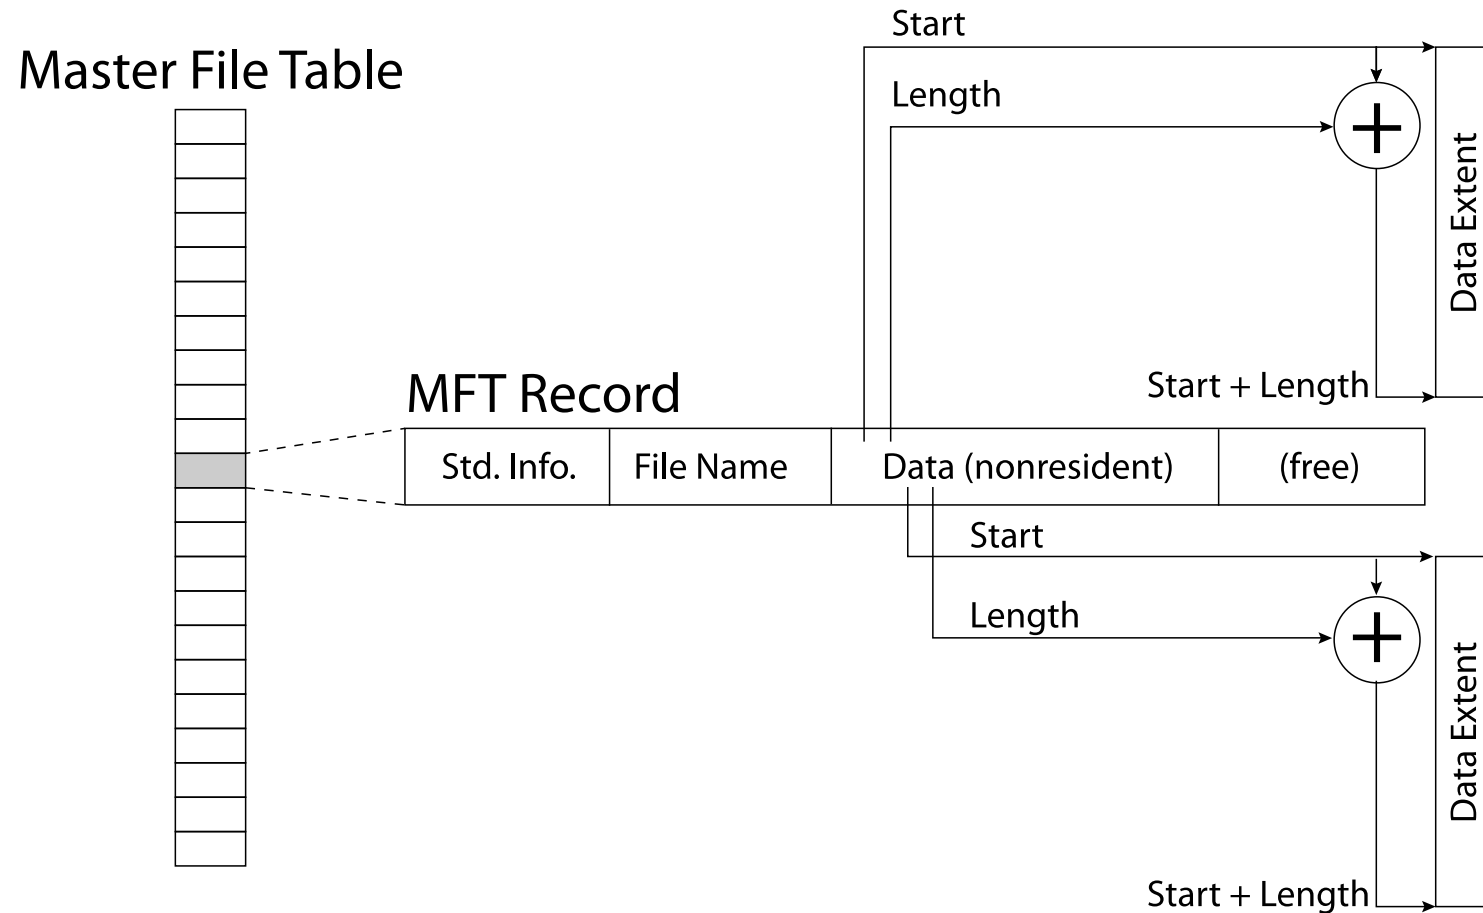 Start
Master File Table
Length
+
Data Extent
Start + Length
MFT Record
Std. Info.
File Name
Data (nonresident)
(free)
Start
Length
+
Data Extent
Start + Length